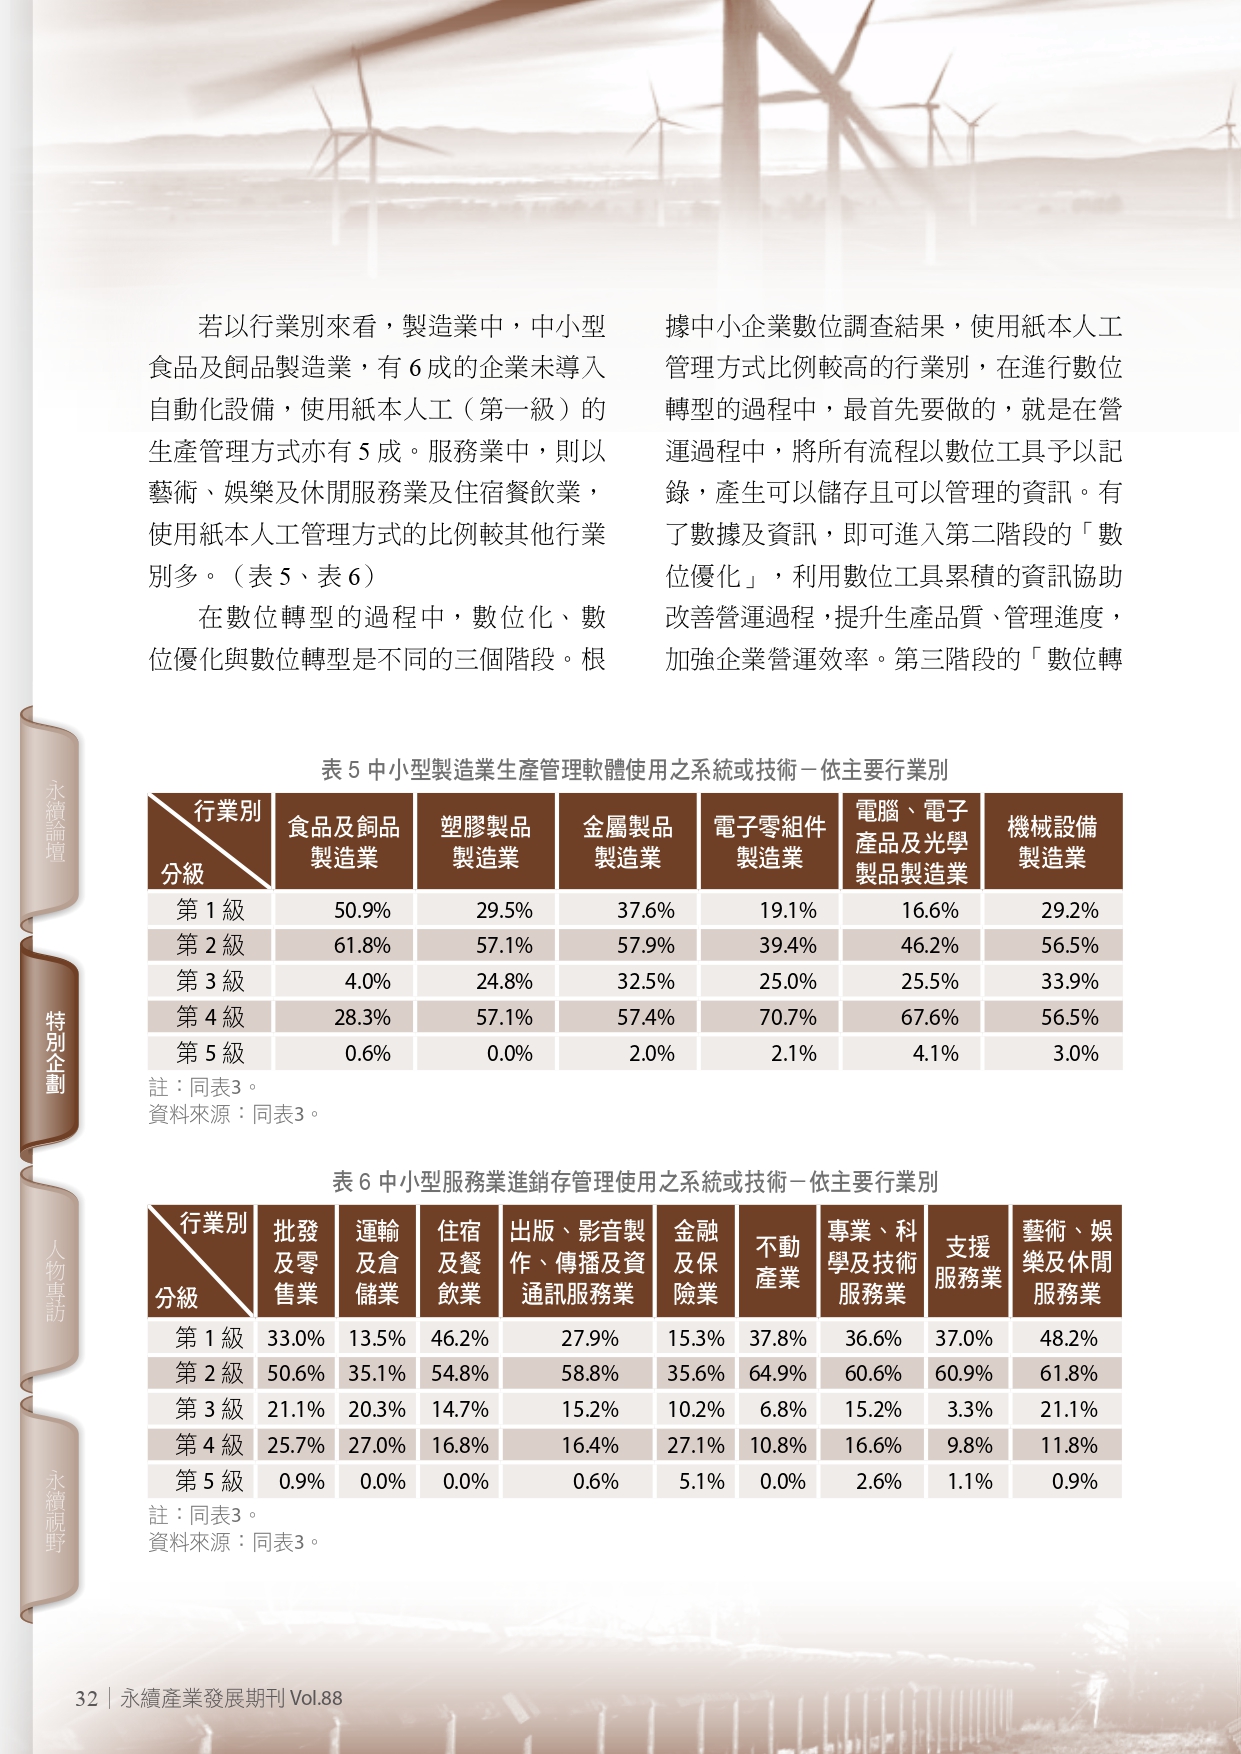 若以行業別來看，製造業中，中小型
食品及飼品製造業，有 6 成的企業未導入
自動化設備，使用紙本人工（第一級）的
生產管理方式亦有 5 成。服務業中，則以
藝術、娛樂及休閒服務業及住宿餐飲業，
使用紙本人工管理方式的比例較其他行業
別多。（表 5、表 6）
在數位轉型的過程中，數位化、數
位優化與數位轉型是不同的三個階段。根
據中小企業數位調查結果，使用紙本人工
管理方式比例較高的行業別，在進行數位
轉型的過程中，最首先要做的，就是在營
運過程中，將所有流程以數位工具予以記
錄，產生可以儲存且可以管理的資訊。有
了數據及資訊，即可進入第二階段的「數
位優化」，利用數位工具累積的資訊協助
改善營運過程，提升生產品質、管理進度，
加強企業營運效率。第三階段的「數位轉
表 5 中小型製造業生產管理軟體使用之系統或技術－依主要行業別
行業別 分級 食品及飼品製造業 塑膠製品製造業 金屬製品製造業 電子零組件製造業 電腦、電子產品及光學製品製造業 機械設備製造業
第 1 級 50.9% 29.5% 37.6% 19.1% 16.6% 29.2%
第 2 級 61.8% 57.1% 57.9% 39.4% 46.2% 56.5%
第 3 級 4.0% 24.8% 32.5% 25.0% 25.5% 33.9%
第 4 級 28.3% 57.1% 57.4% 70.7% 67.6% 56.5%
第 5 級 0.6% 0.0% 2.0% 2.1% 4.1% 3.0%
註：同表3。
資料來源：同表3。
表 6 中小型服務業進銷存管理使用之系統或技術－依主要行業別
行業別 分級 批發及零售業 運輸及倉儲業 住宿及餐飲業 出版、影音製作、傳播及資通訊服務業 金融及保險業 不動產業 專業、科學及技術服務業 支援服務業 藝術、娛樂及休閒服務業
第 1 級 33.0% 13.5% 46.2% 27.9% 15.3% 37.8% 36.6% 37.0% 48.2%
第 2 級 50.6% 35.1% 54.8% 58.8% 35.6% 64.9% 60.6% 60.9% 61.8%
第 3 級 21.1% 20.3% 14.7% 15.2% 10.2% 6.8% 15.2% 3.3% 21.1%
第 4 級 25.7% 27.0% 16.8% 16.4% 27.1% 10.8% 16.6% 9.8% 11.8%
第 5 級 0.9% 0.0% 0.0% 0.6% 5.1% 0.0% 2.6% 1.1% 0.9%
註：同表3。
資料來源：同表3。
永續論壇
特別企劃
人物專訪
永續視野
32 永續產業發展期刊 Vol.88